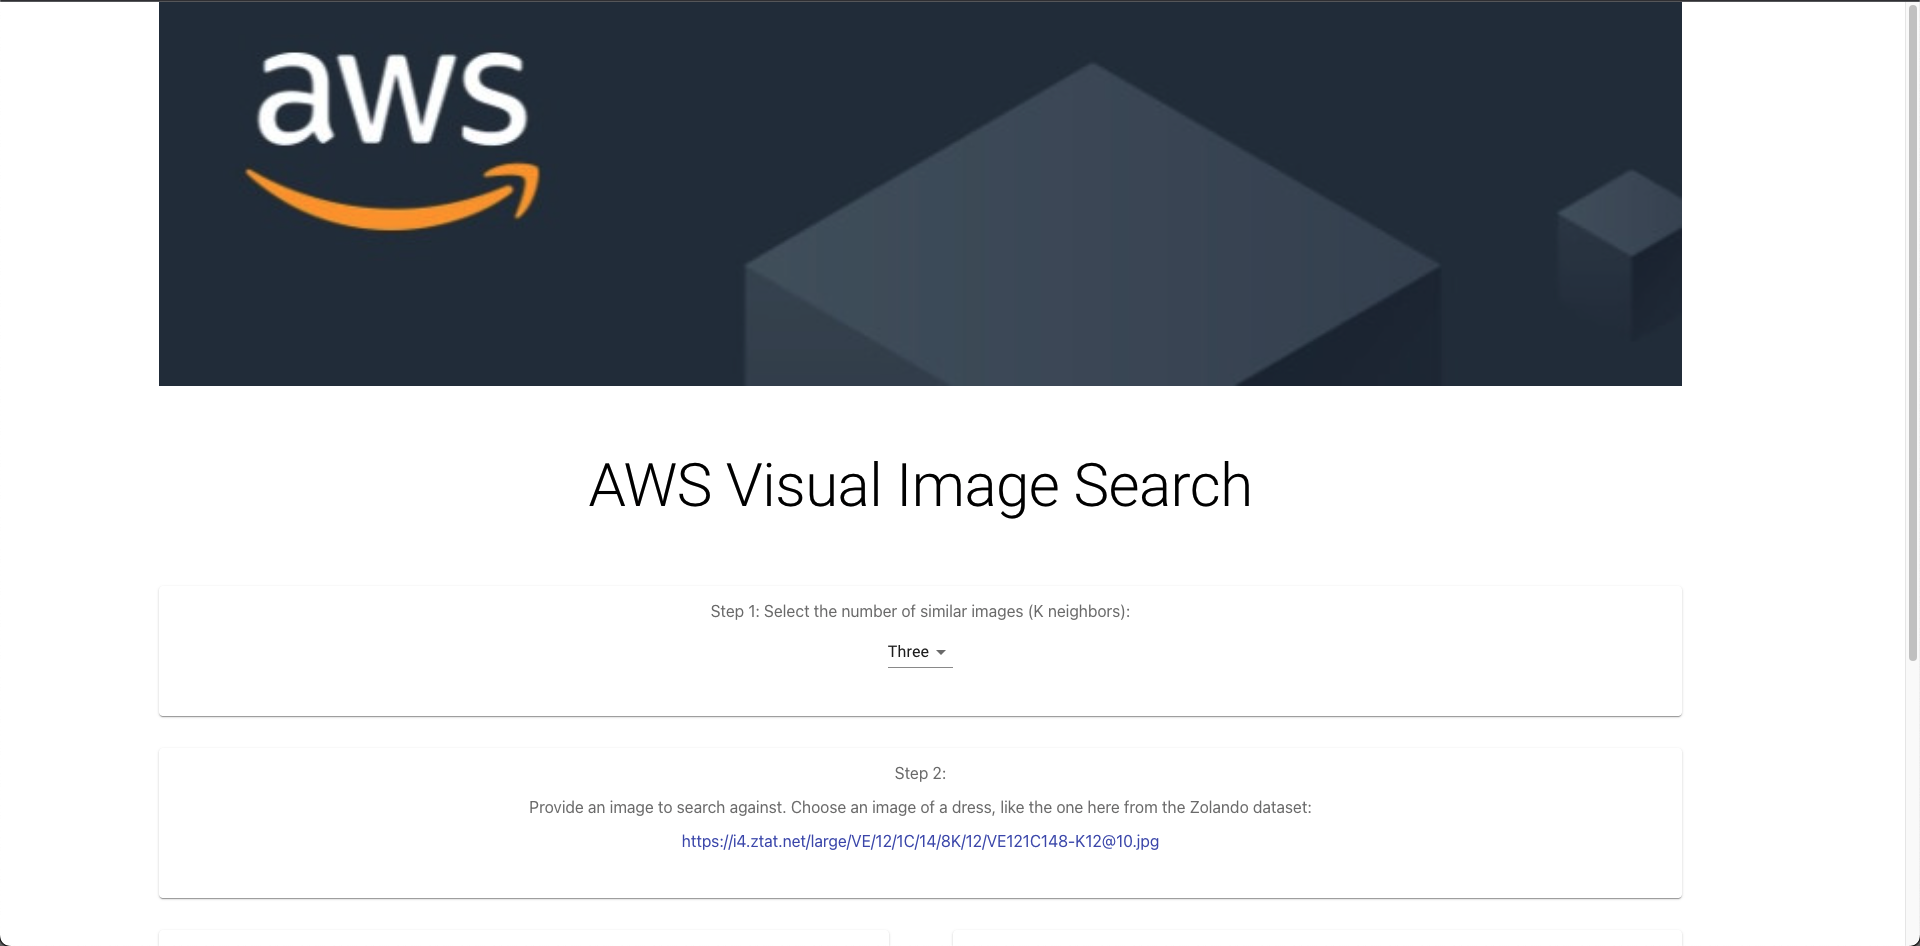 aws
AWS Visual Image Search
Step 1: Select the number of similar images (K neighbors):
Three
Step 2:
Provide an image to search against. Choose an image of a dress, like the one here from the Zolando dataset:
https://i4.ztat.net/large/VE/12/1C/14/8K/12/VE121C148-K12@10.jpg